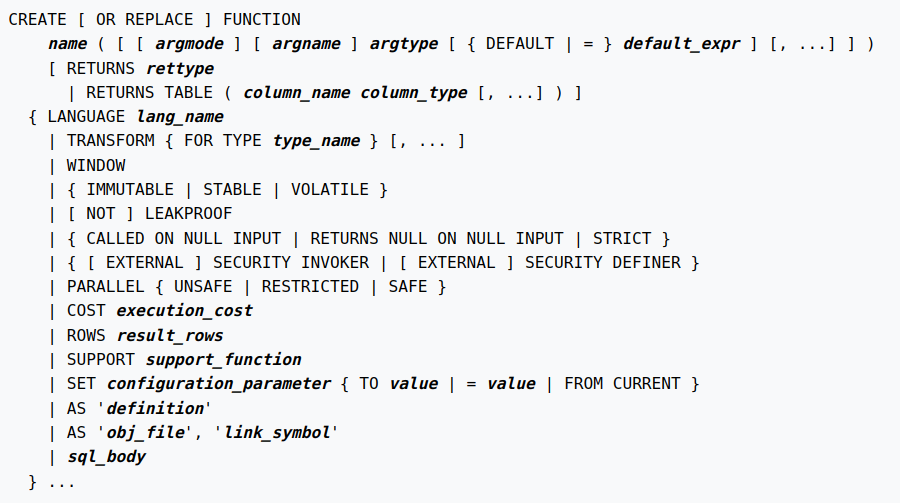 CREATE [ OR REPLACE ] FUNCTION
name ( [ [ argmode ] [ argname ] argtype [ { DEFAULT | = } default_expr ] [, ...] ] )
[ RETURNS rettype
| RETURNS TABLE ( column_name column_type [, ...] ) ]
{ LANGUAGE lang_name
| TRANSFORM { FOR TYPE type_name } [, ... ]
| WINDOW
| { IMMUTABLE | STABLE | VOLATILE }
| [ NOT ] LEAKPROOF
| { CALLED ON NULL INPUT | RETURNS NULL ON NULL INPUT | STRICT }
| { [ EXTERNAL ] SECURITY INVOKER | [ EXTERNAL ] SECURITY DEFINER }
| PARALLEL { UNSAFE | RESTRICTED | SAFE }
| COST execution_cost
| ROWS result_rows
| SUPPORT support_function
| SET configuration_parameter { TO value | = value | FROM CURRENT }
| AS 'definition'
| AS 'obj_file', 'link_symbol'
| sql_body
} ...